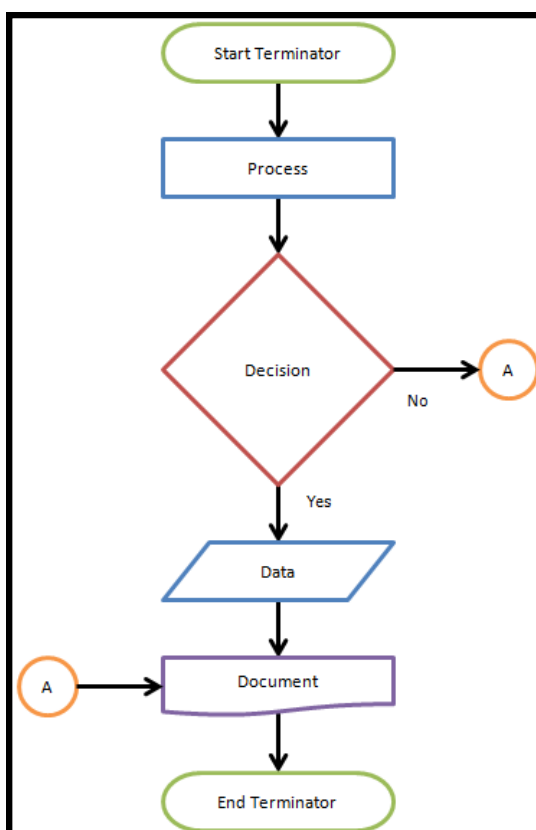 Start Terminator
Process
Decision
A
No
Yes
Data
A
Document
End Terminator